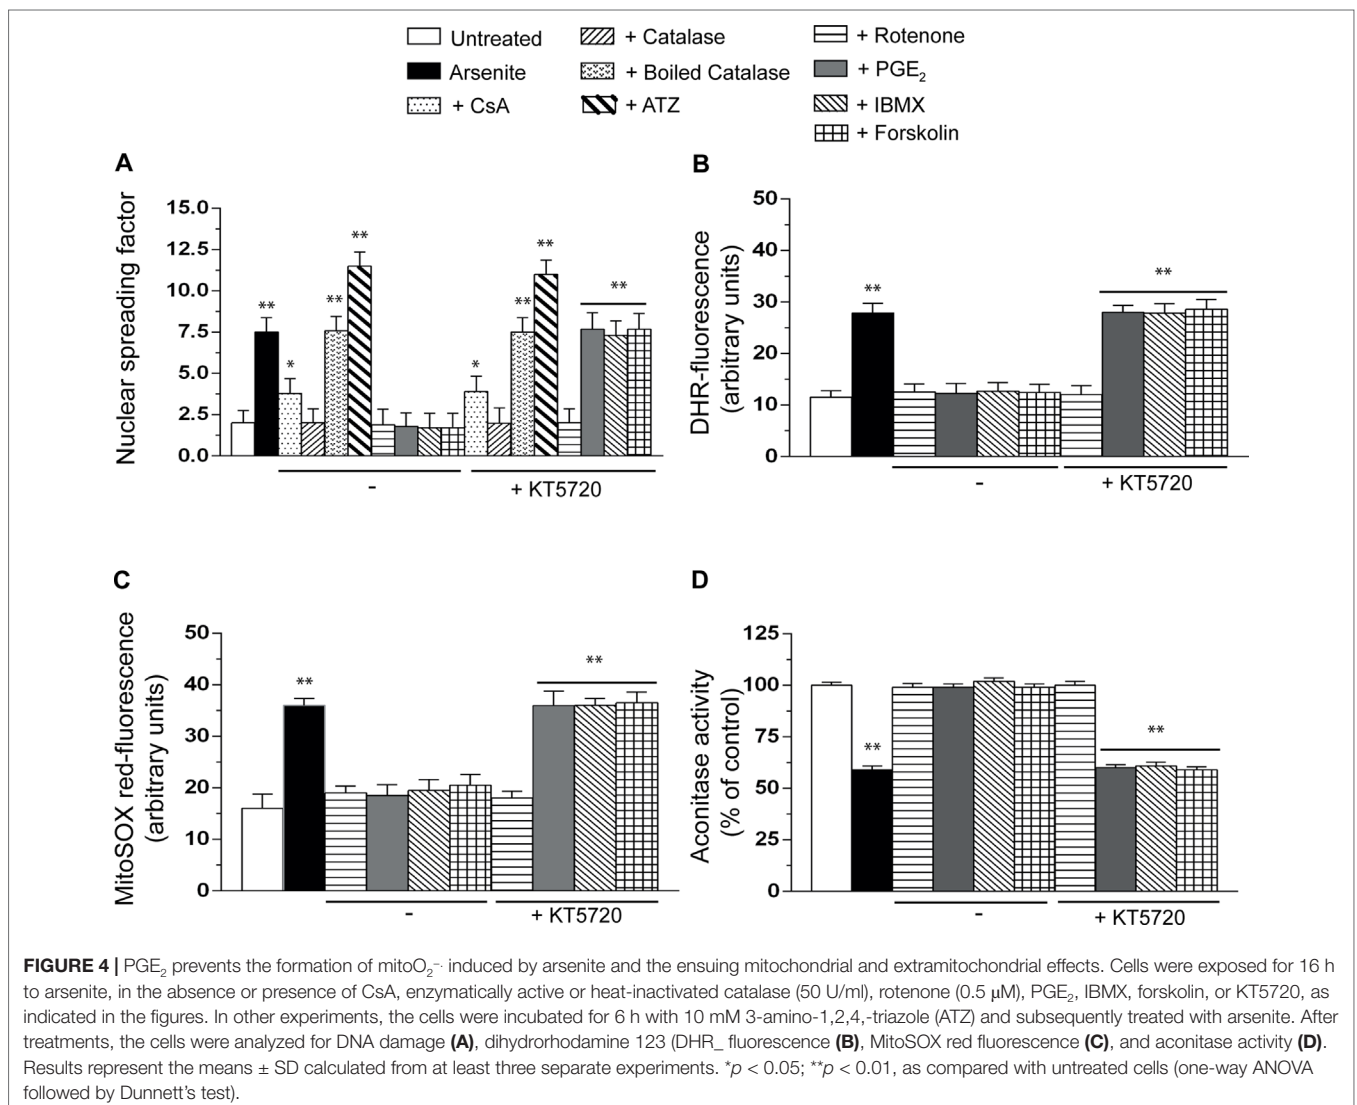 Untreated
Arsenite
+ CsA
+ Catalase
+ Boiled Catalase
+ ATZ
+ Rotenone
+ PGE₂
+ IBMX
+ Forskolin
A
Nuclear spreading factor
15.0
12.5
10.0
7.5
5.0
2.5
0.0
**
*
**
**
*
**
**
**
-
+ KT5720
B
DHR-fluorescence
(arbitrary units)
50
40
30
20
10
0
**
**
-
+ KT5720
C
MitoSOX red-fluorescence
(arbitrary units)
50
40
30
20
10
0
**
**
-
+ KT5720
D
Aconitase activity
(% of control)
125
100
75
50
25
0
**
**
-
+ KT5720
FIGURE 4 | PGE₂ prevents the formation of mitoO₂⁻· induced by arsenite and the ensuing mitochondrial and extramitochondrial effects. Cells were exposed for 16 h
to arsenite, in the absence or presence of CsA, enzymatically active or heat-inactivated catalase (50 U/ml), rotenone (0.5 μM), PGE₂, IBMX, forskolin, or KT5720, as
indicated in the figures. In other experiments, the cells were incubated for 6 h with 10 mM 3-amino-1,2,4,-triazole (ATZ) and subsequently treated with arsenite. After
treatments, the cells were analyzed for DNA damage (A), dihydrorhodamine 123 (DHR_ fluorescence (B), MitoSOX red fluorescence (C), and aconitase activity (D).
Results represent the means ± SD calculated from at least three separate experiments. *p < 0.05; **p < 0.01, as compared with untreated cells (one-way ANOVA
followed by Dunnett's test).